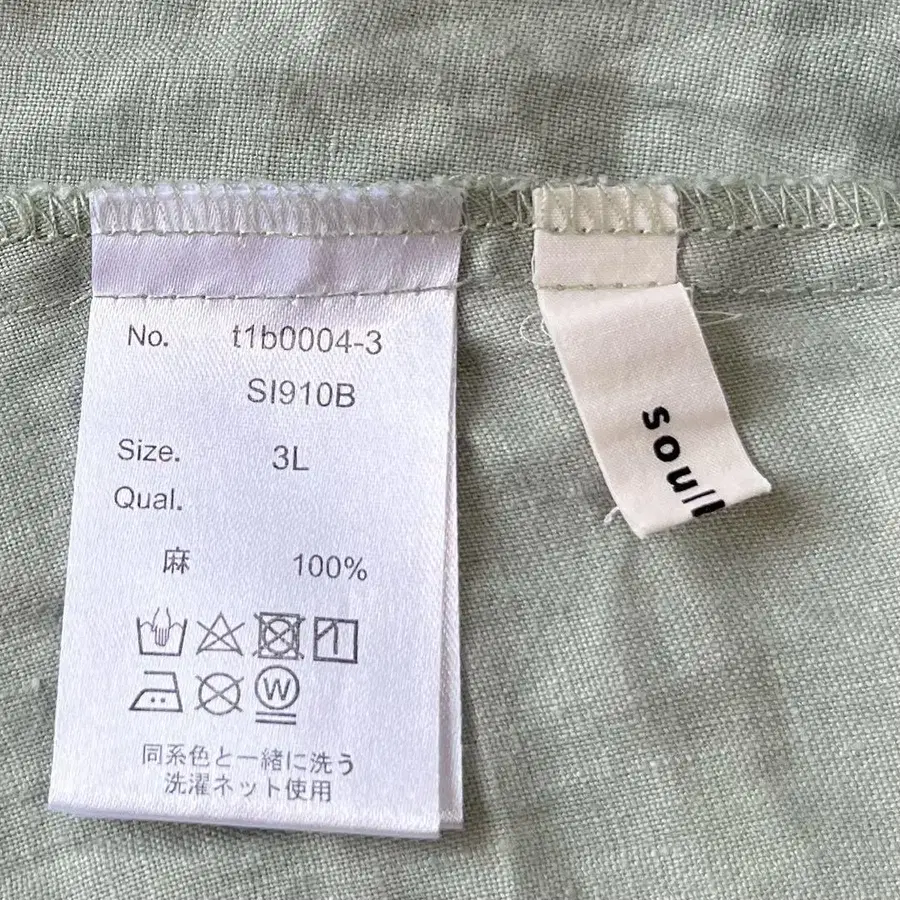 No. t1b0004-3
SI910B
Size. 3L
Qual.
麻 100%
W
同系色と一緒に洗う
洗濯ネット使用
soul